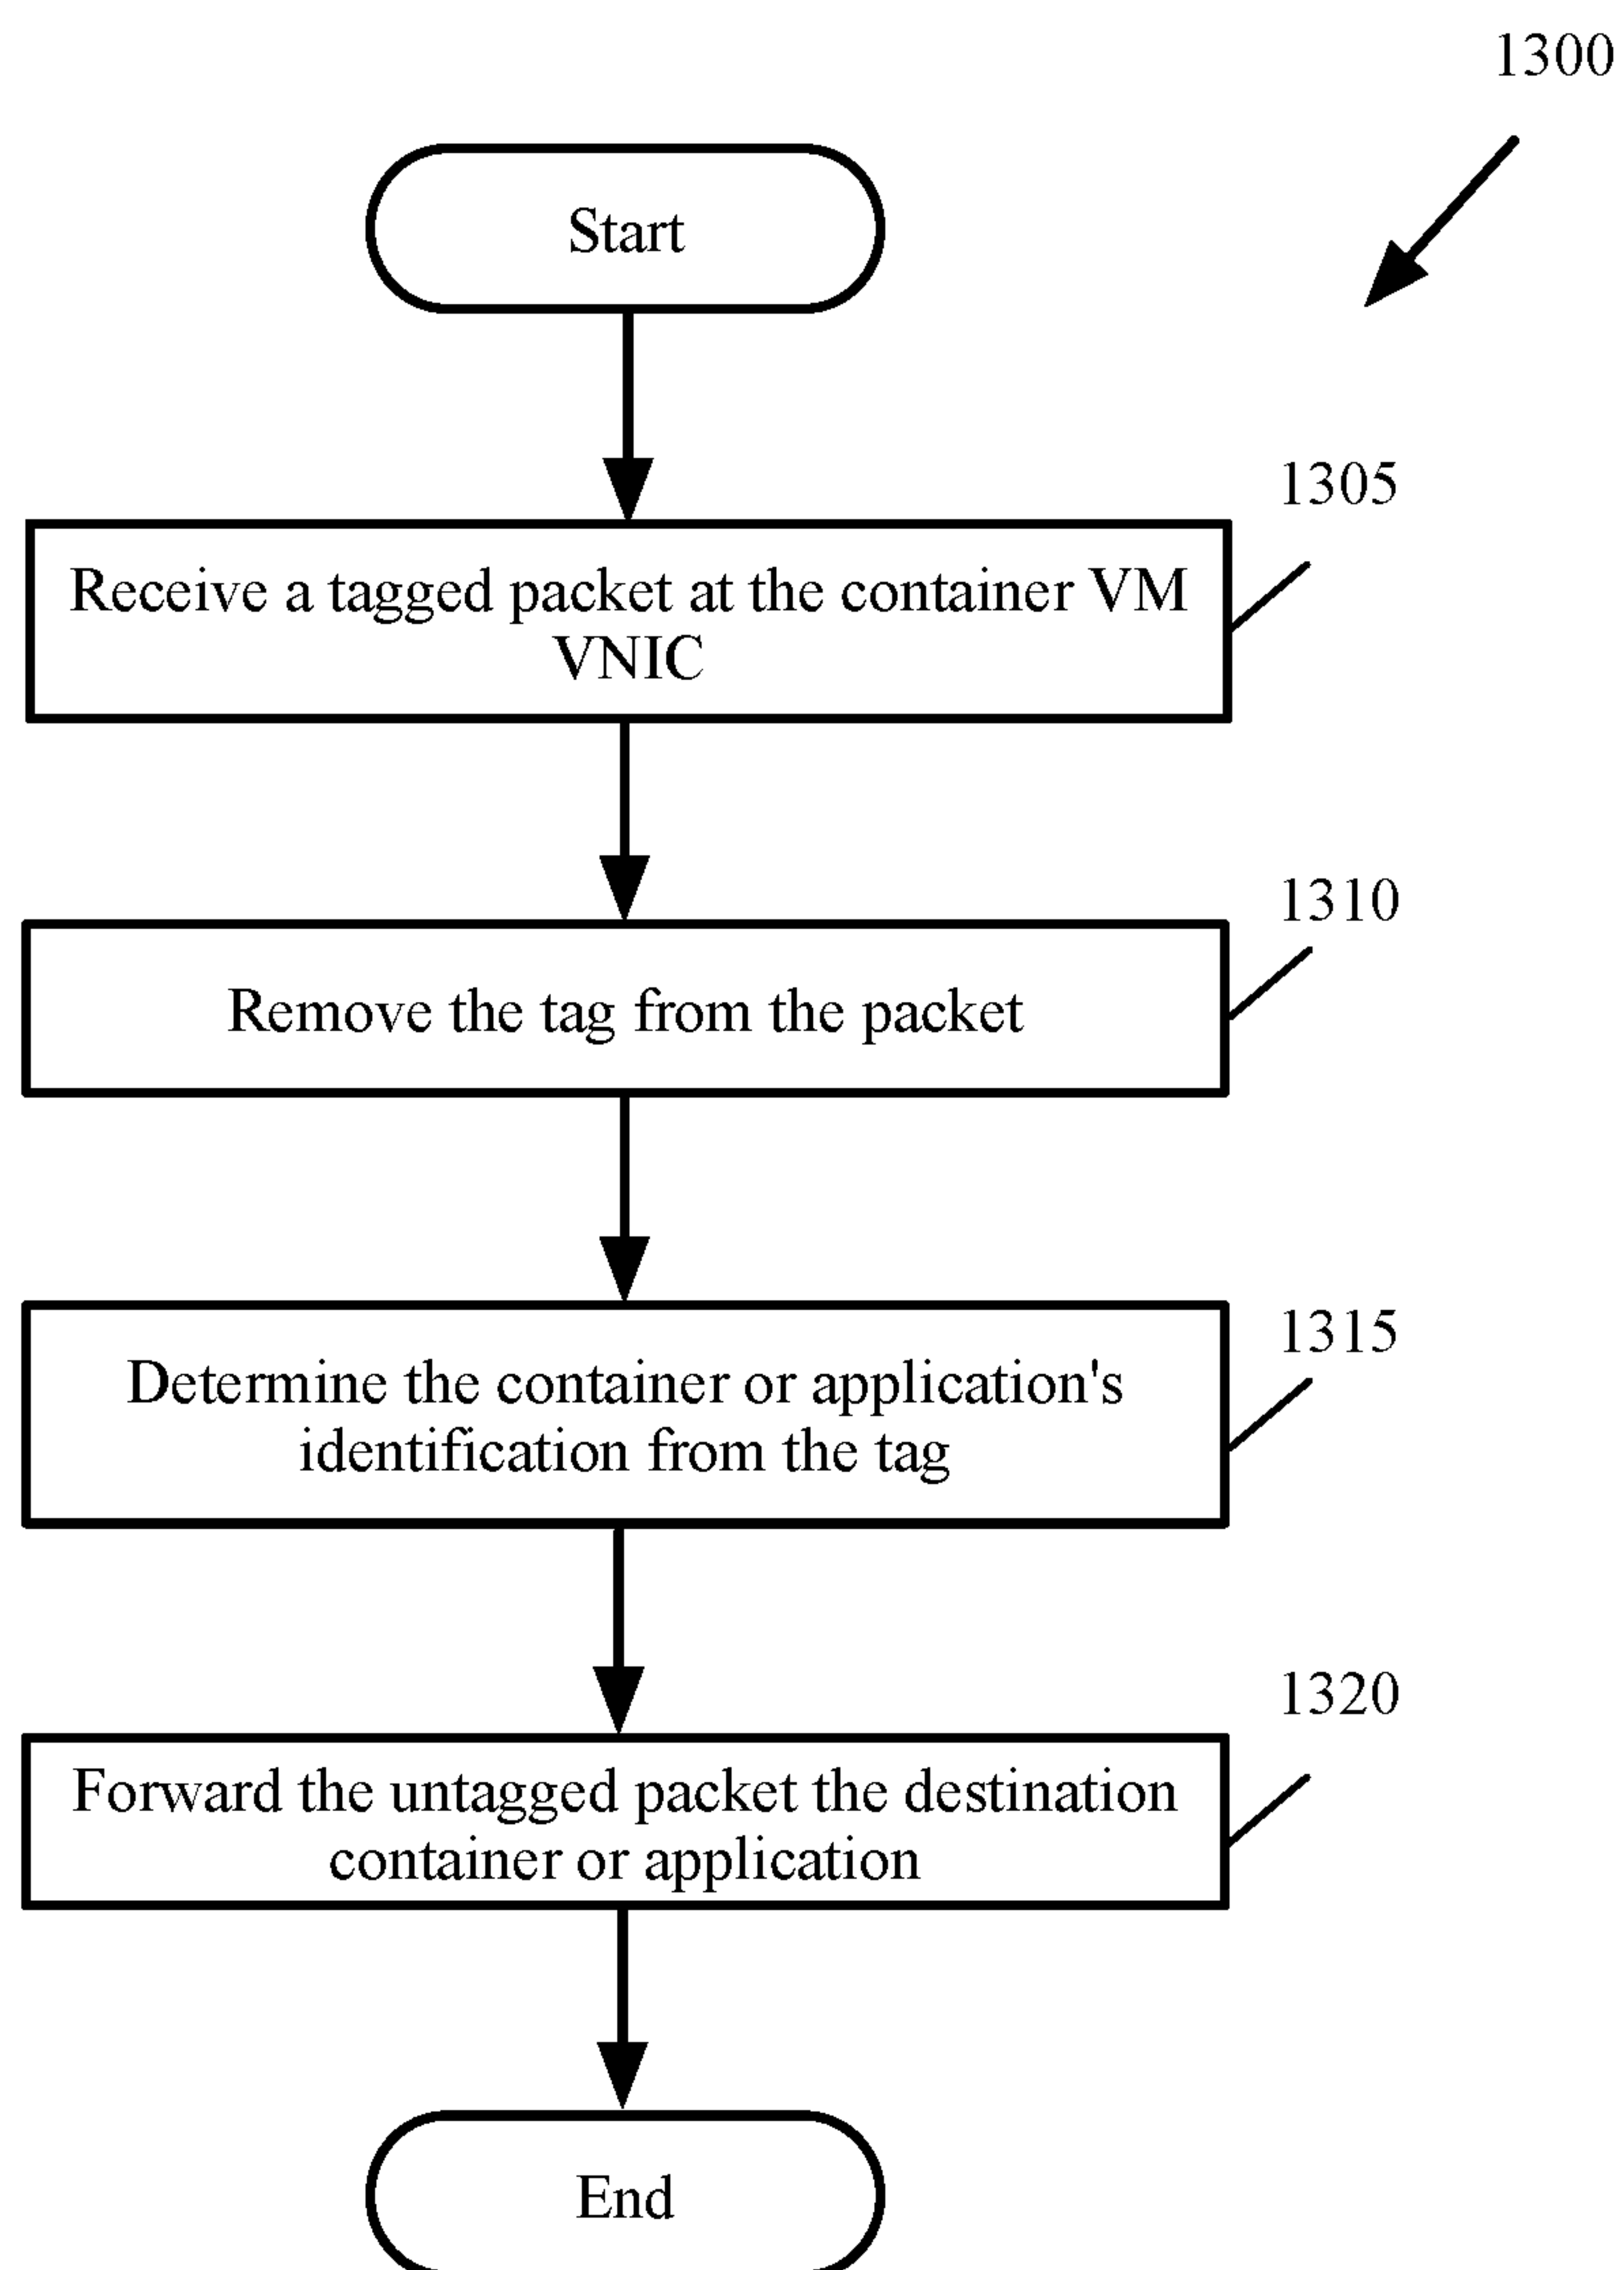 1300
Start
1305
Receive a tagged packet at the container VM
VNIC
1310
Remove the tag from the packet
1315
Determine the container or application's
identification from the tag
1320
Forward the untagged packet the destination
container or application
End